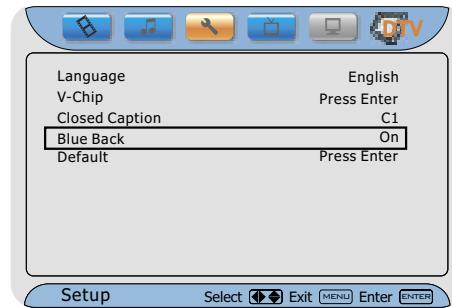 DTV
Language English
V-Chip Press Enter
Closed Caption C1
Blue Back On
Default Press Enter
Setup Select Exit MENU Enter ENTER